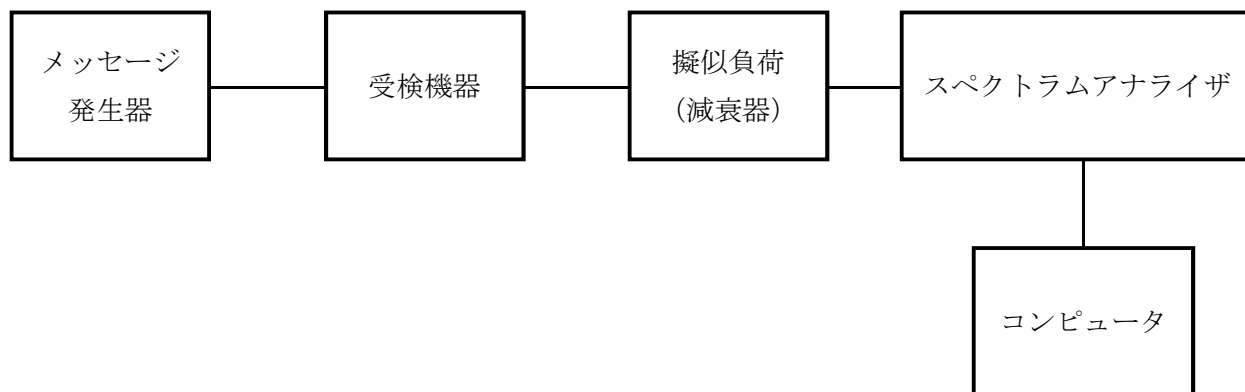 メッセージ
発生器
受検機器
擬似負荷
（減衰器）
スペクトラムアナライザ
コンピュータ